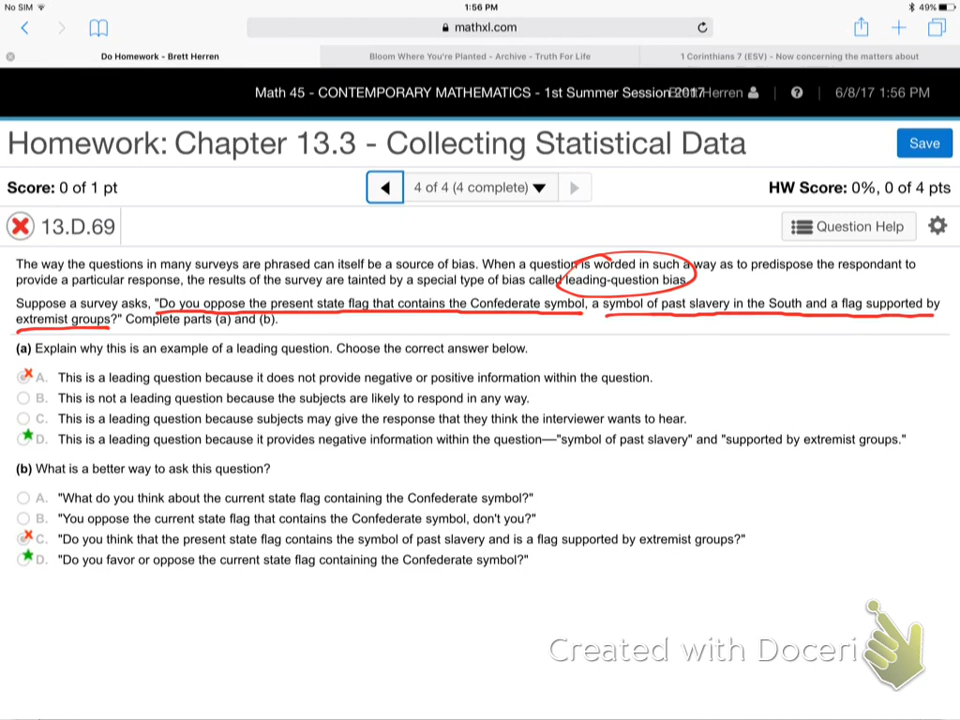 No SIM 1:56 PM 49%
mathxl.com
Do Homework - Brett Herren Bloom Where You're Planted - Archive - Truth For Life 1 Corinthians 7 (ESV) - Now concerning the matters about
Math 45 - CONTEMPORARY MATHEMATICS - 1st Summer Session 2017 Herren ? 6/8/17 1:56 PM
Homework: Chapter 13.3 - Collecting Statistical Data Save
Score: 0 of 1 pt 4 of 4 (4 complete) HW Score: 0%, 0 of 4 pts
13.D.69 Question Help
The way the questions in many surveys are phrased can itself be a source of bias. When a question is worded in such a way as to predispose the respondant to
provide a particular response, the results of the survey are tainted by a special type of bias called leading-question bias.
Suppose a survey asks, "Do you oppose the present state flag that contains the Confederate symbol, a symbol of past slavery in the South and a flag supported by
extremist groups?" Complete parts (a) and (b).
(a) Explain why this is an example of a leading question. Choose the correct answer below.
A. This is a leading question because it does not provide negative or positive information within the question.
B. This is not a leading question because the subjects are likely to respond in any way.
C. This is a leading question because subjects may give the response that they think the interviewer wants to hear.
D. This is a leading question because it provides negative information within the question—"symbol of past slavery" and "supported by extremist groups."
(b) What is a better way to ask this question?
A. "What do you think about the current state flag containing the Confederate symbol?"
B. "You oppose the current state flag that contains the Confederate symbol, don't you?"
C. "Do you think that the present state flag contains the symbol of past slavery and is a flag supported by extremist groups?"
D. "Do you favor or oppose the current state flag containing the Confederate symbol?"
Created with Doceri